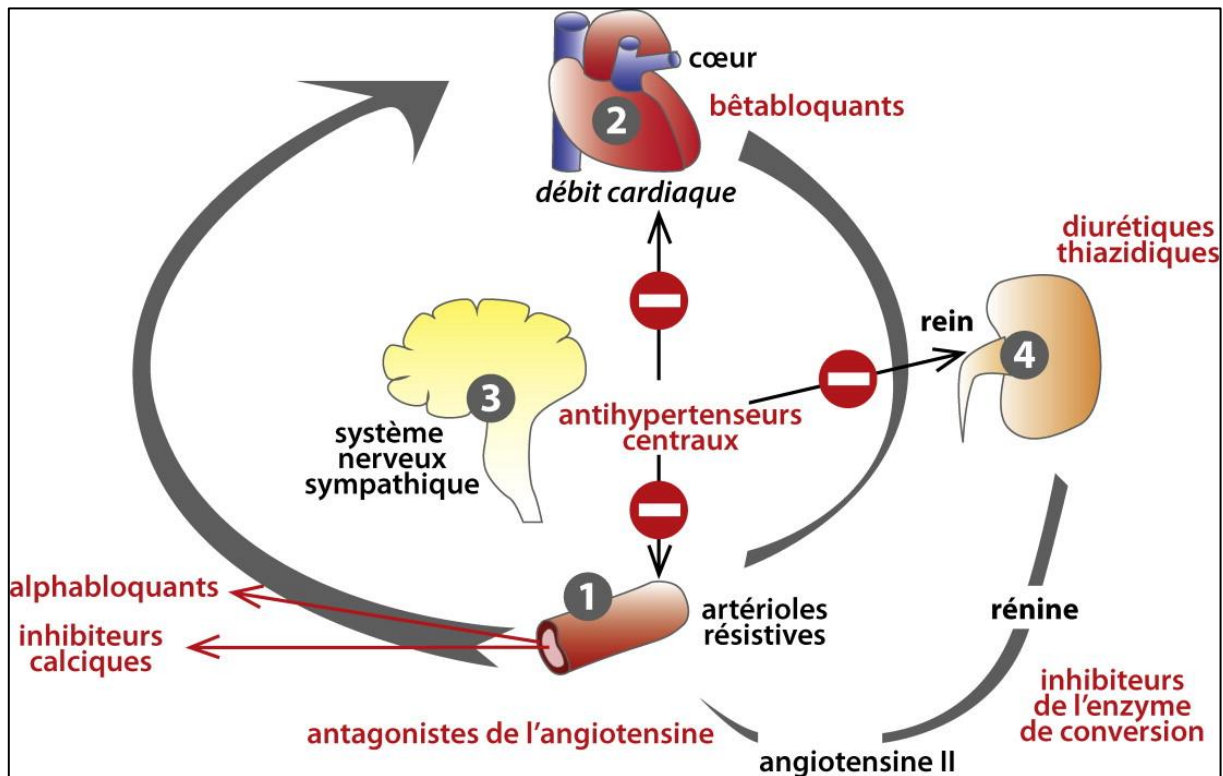 cœur
2
bêtabloquants
débit cardiaque
diurétiques
thiazidiques
rein
4
3
antihypertenseurs
centraux
système
nerveux
sympathique
1
alphabloquants
artérioles
résistives
rénine
inhibiteurs
calciques
inhibiteurs
de l'enzyme
de conversion
antagonistes de l'angiotensine
angiotensine II